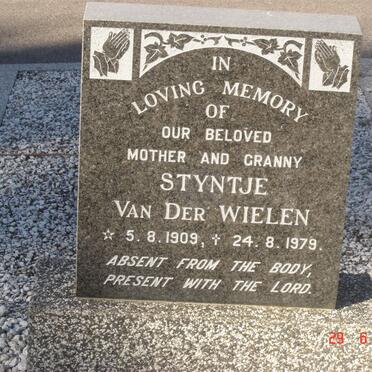 IN
LOVING MEMORY
OF
OUR BELOVED
MOTHER AND GRANNY
STYNTJE
VAN DER WIELEN
☆ 5.8.1909, † 24.8.1979.
ABSENT FROM THE BODY,
PRESENT WITH THE LORD.
29 6